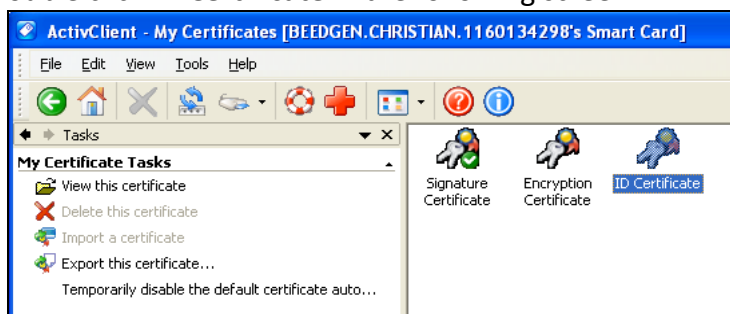 ActivClient - My Certificates [BEEDGEN.CHRISTIAN.1160134298's Smart Card]
File Edit View Tools Help
Tasks
My Certificate Tasks
View this certificate
Delete this certificate
Import a certificate
Export this certificate...
Temporarily disable the default certificate auto...
Signature
Certificate
Encryption
Certificate
ID Certificate